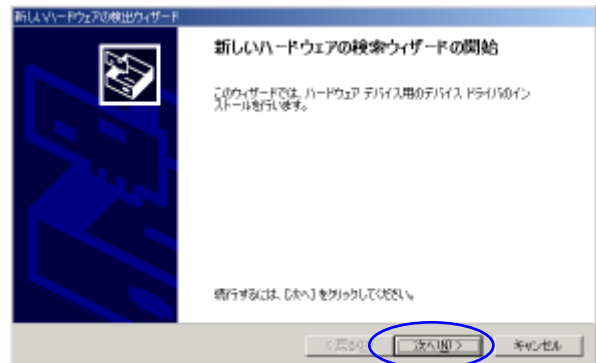 新しいハードウェアの検出ウィザード
新しいハードウェアの検索ウィザードの開始
このウィザードでは、ハードウェア デバイス用のデバイス ドライバのイン
ストールを行います。
続行するには、[次へ] をクリックしてください。
< 戻る(B)
次へ(N) >
キャンセル